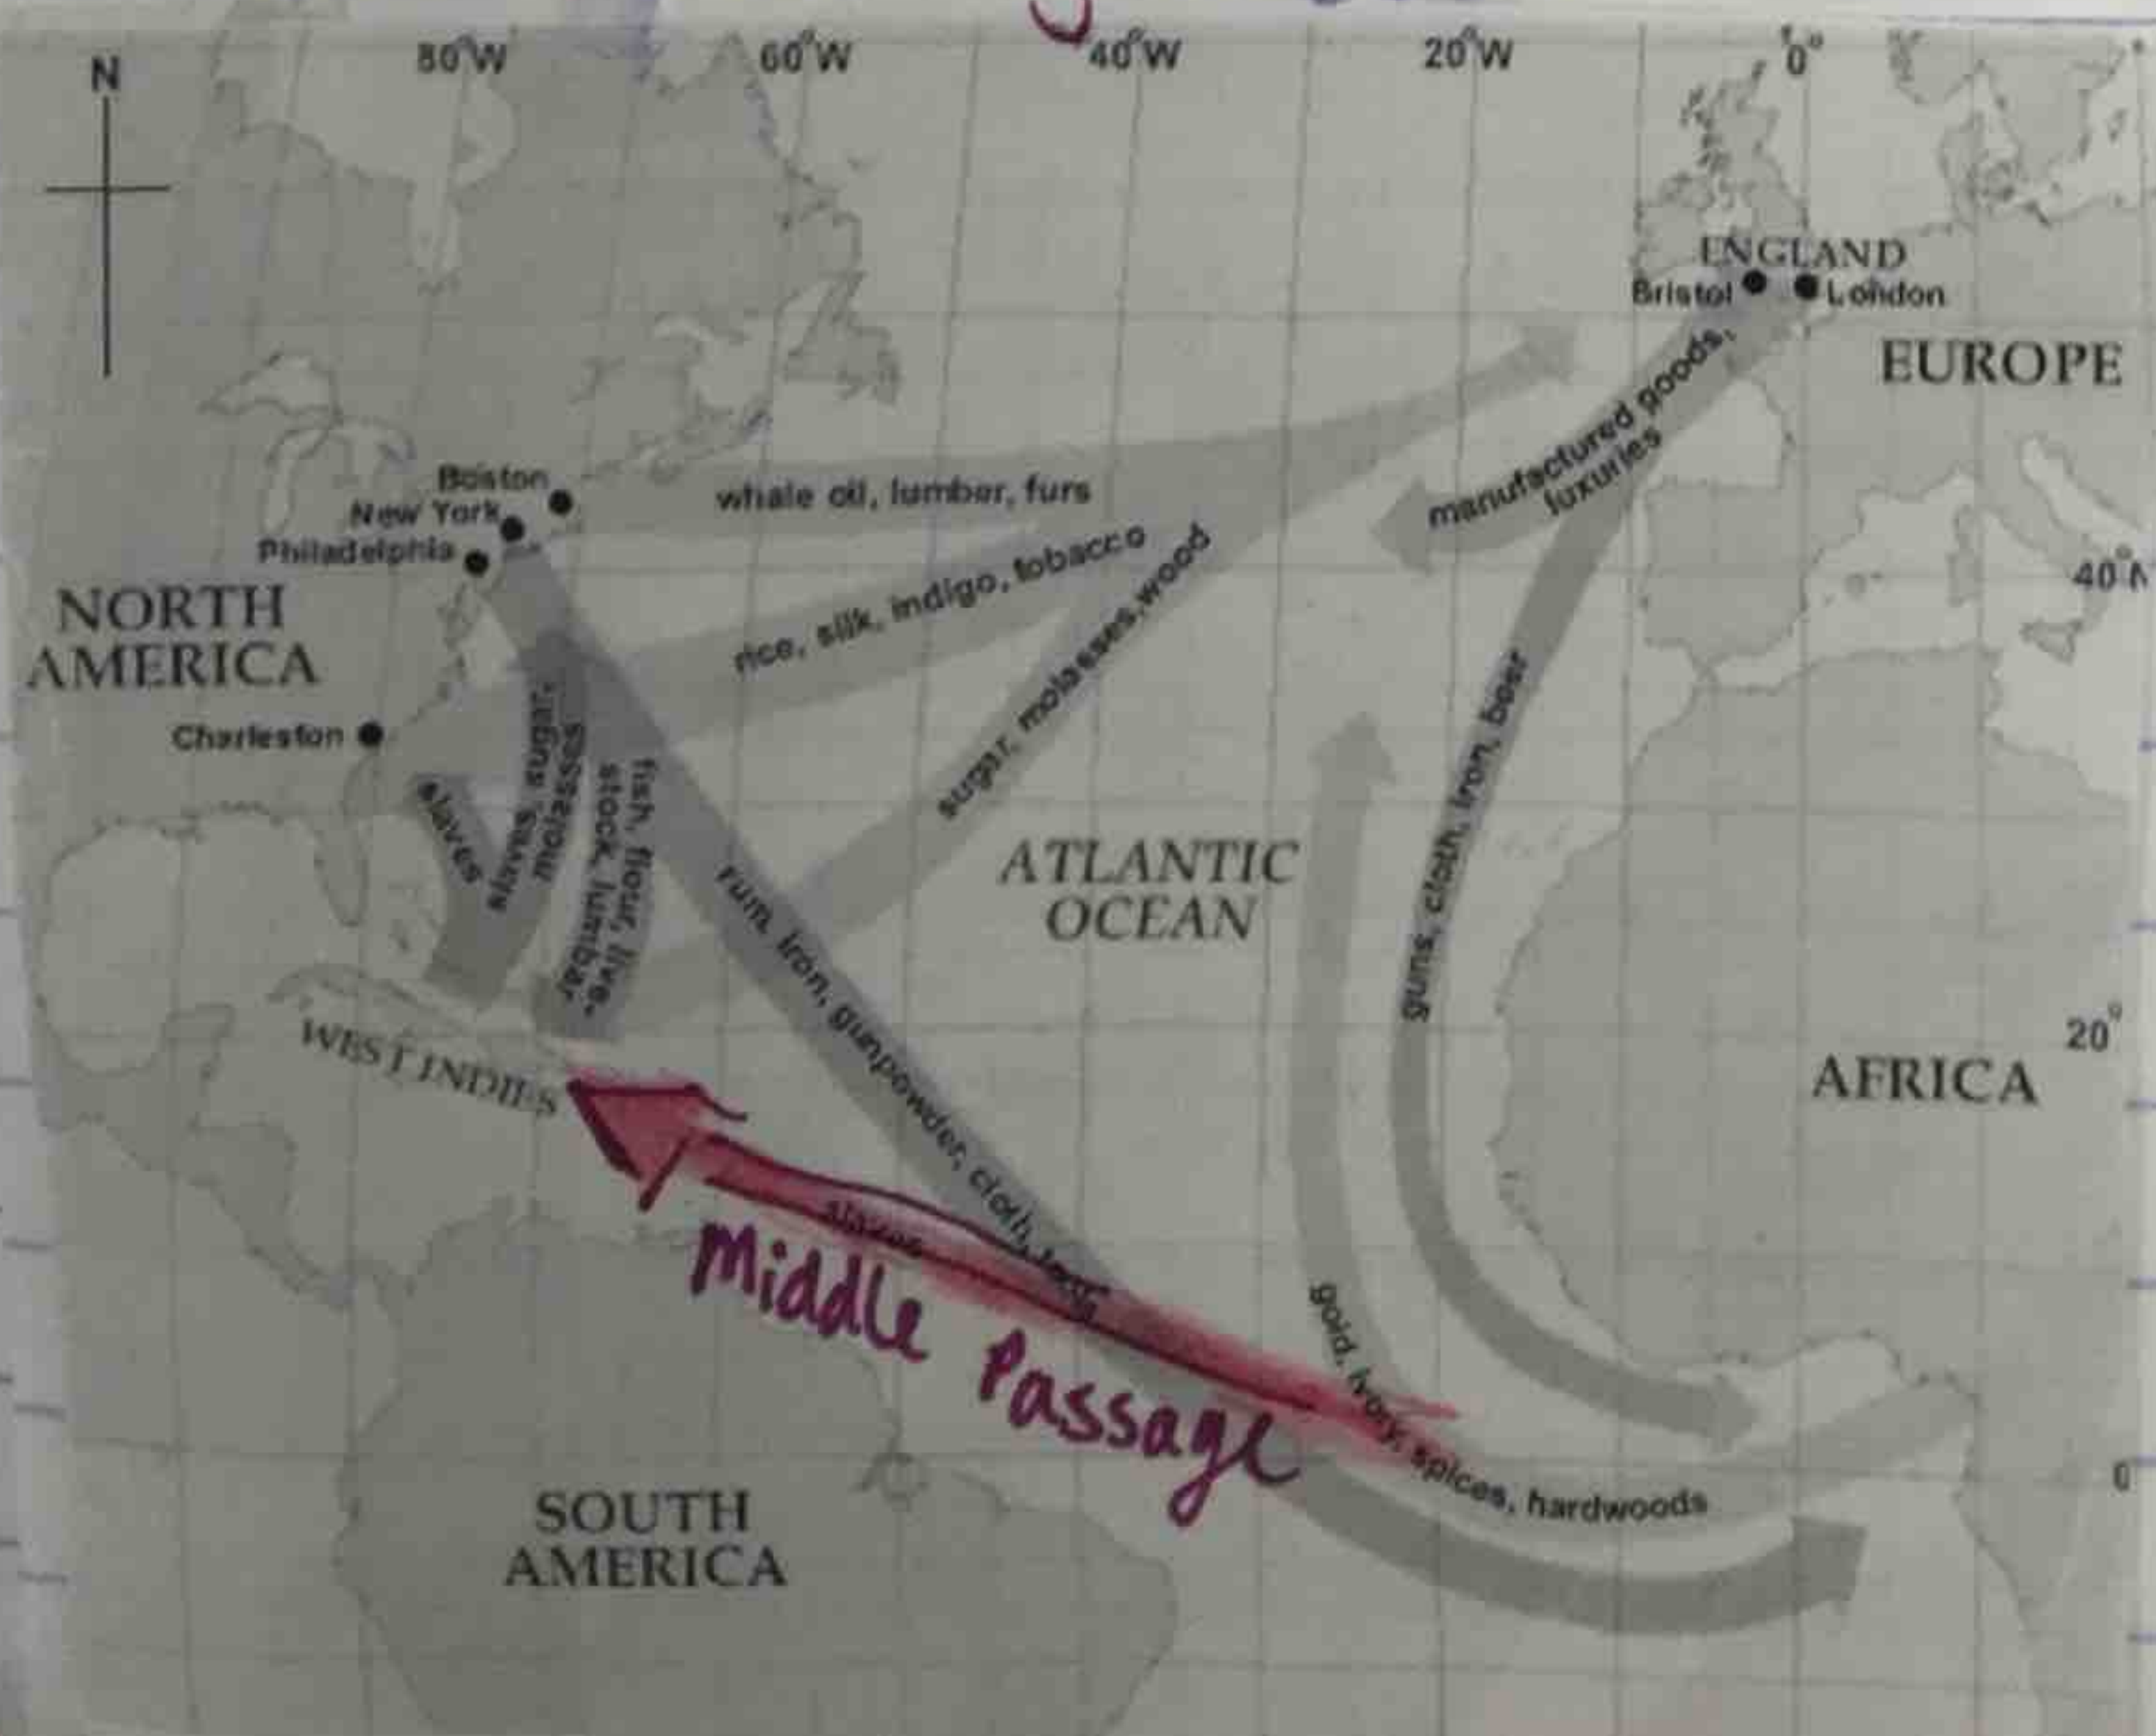 N
80°W
60°W
40°W
20°W
0°
ENGLAND
Bristol
London
EUROPE
manufactured goods,
luxuries
Boston
New York
Philadelphia
whale oil, lumber, furs
rice, silk, indigo, tobacco
sugar, molasses, wood
40°N
NORTH
AMERICA
Charleston
slaves
slaves, sugar,
molasses
fish, flour, live-
stock, lumber
rum, iron, gunpowder, cloth, tools
guns, cloth, iron, beer
ATLANTIC
OCEAN
WEST INDIES
20°
AFRICA
slaves
Middle Passage
gold, ivory, spices, hardwoods
0
SOUTH
AMERICA